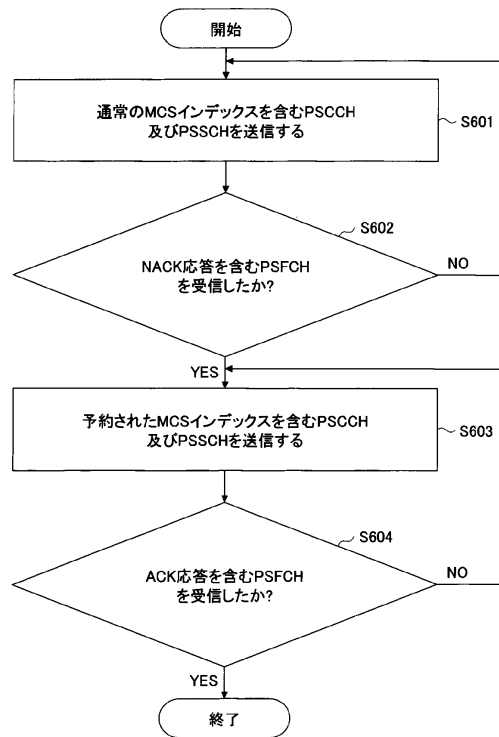 開始
通常のMCSインデックスを含むPSCCH
及びPSSCHを送信する
S601
S602
NACK応答を含むPSFCH
を受信したか?
NO
YES
予約されたMCSインデックスを含むPSCCH
及びPSSCHを送信する
S603
S604
ACK応答を含むPSFCH
を受信したか?
NO
YES
終了